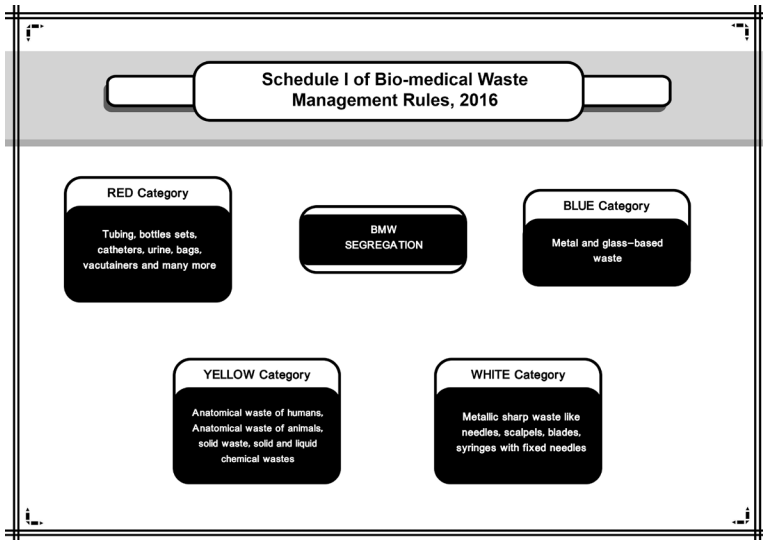 Schedule I of Bio-medical Waste
Management Rules, 2016
RED Category
Tubing, bottles sets,
catheters, urine, bags,
vacutainers and many more
BMW
SEGREGATION
BLUE Category
Metal and glass-based
waste
YELLOW Category
Anatomical waste of humans,
Anatomical waste of animals,
solid waste, solid and liquid
chemical wastes
WHITE Category
Metallic sharp waste like
needles, scalpels, blades,
syringes with fixed needles